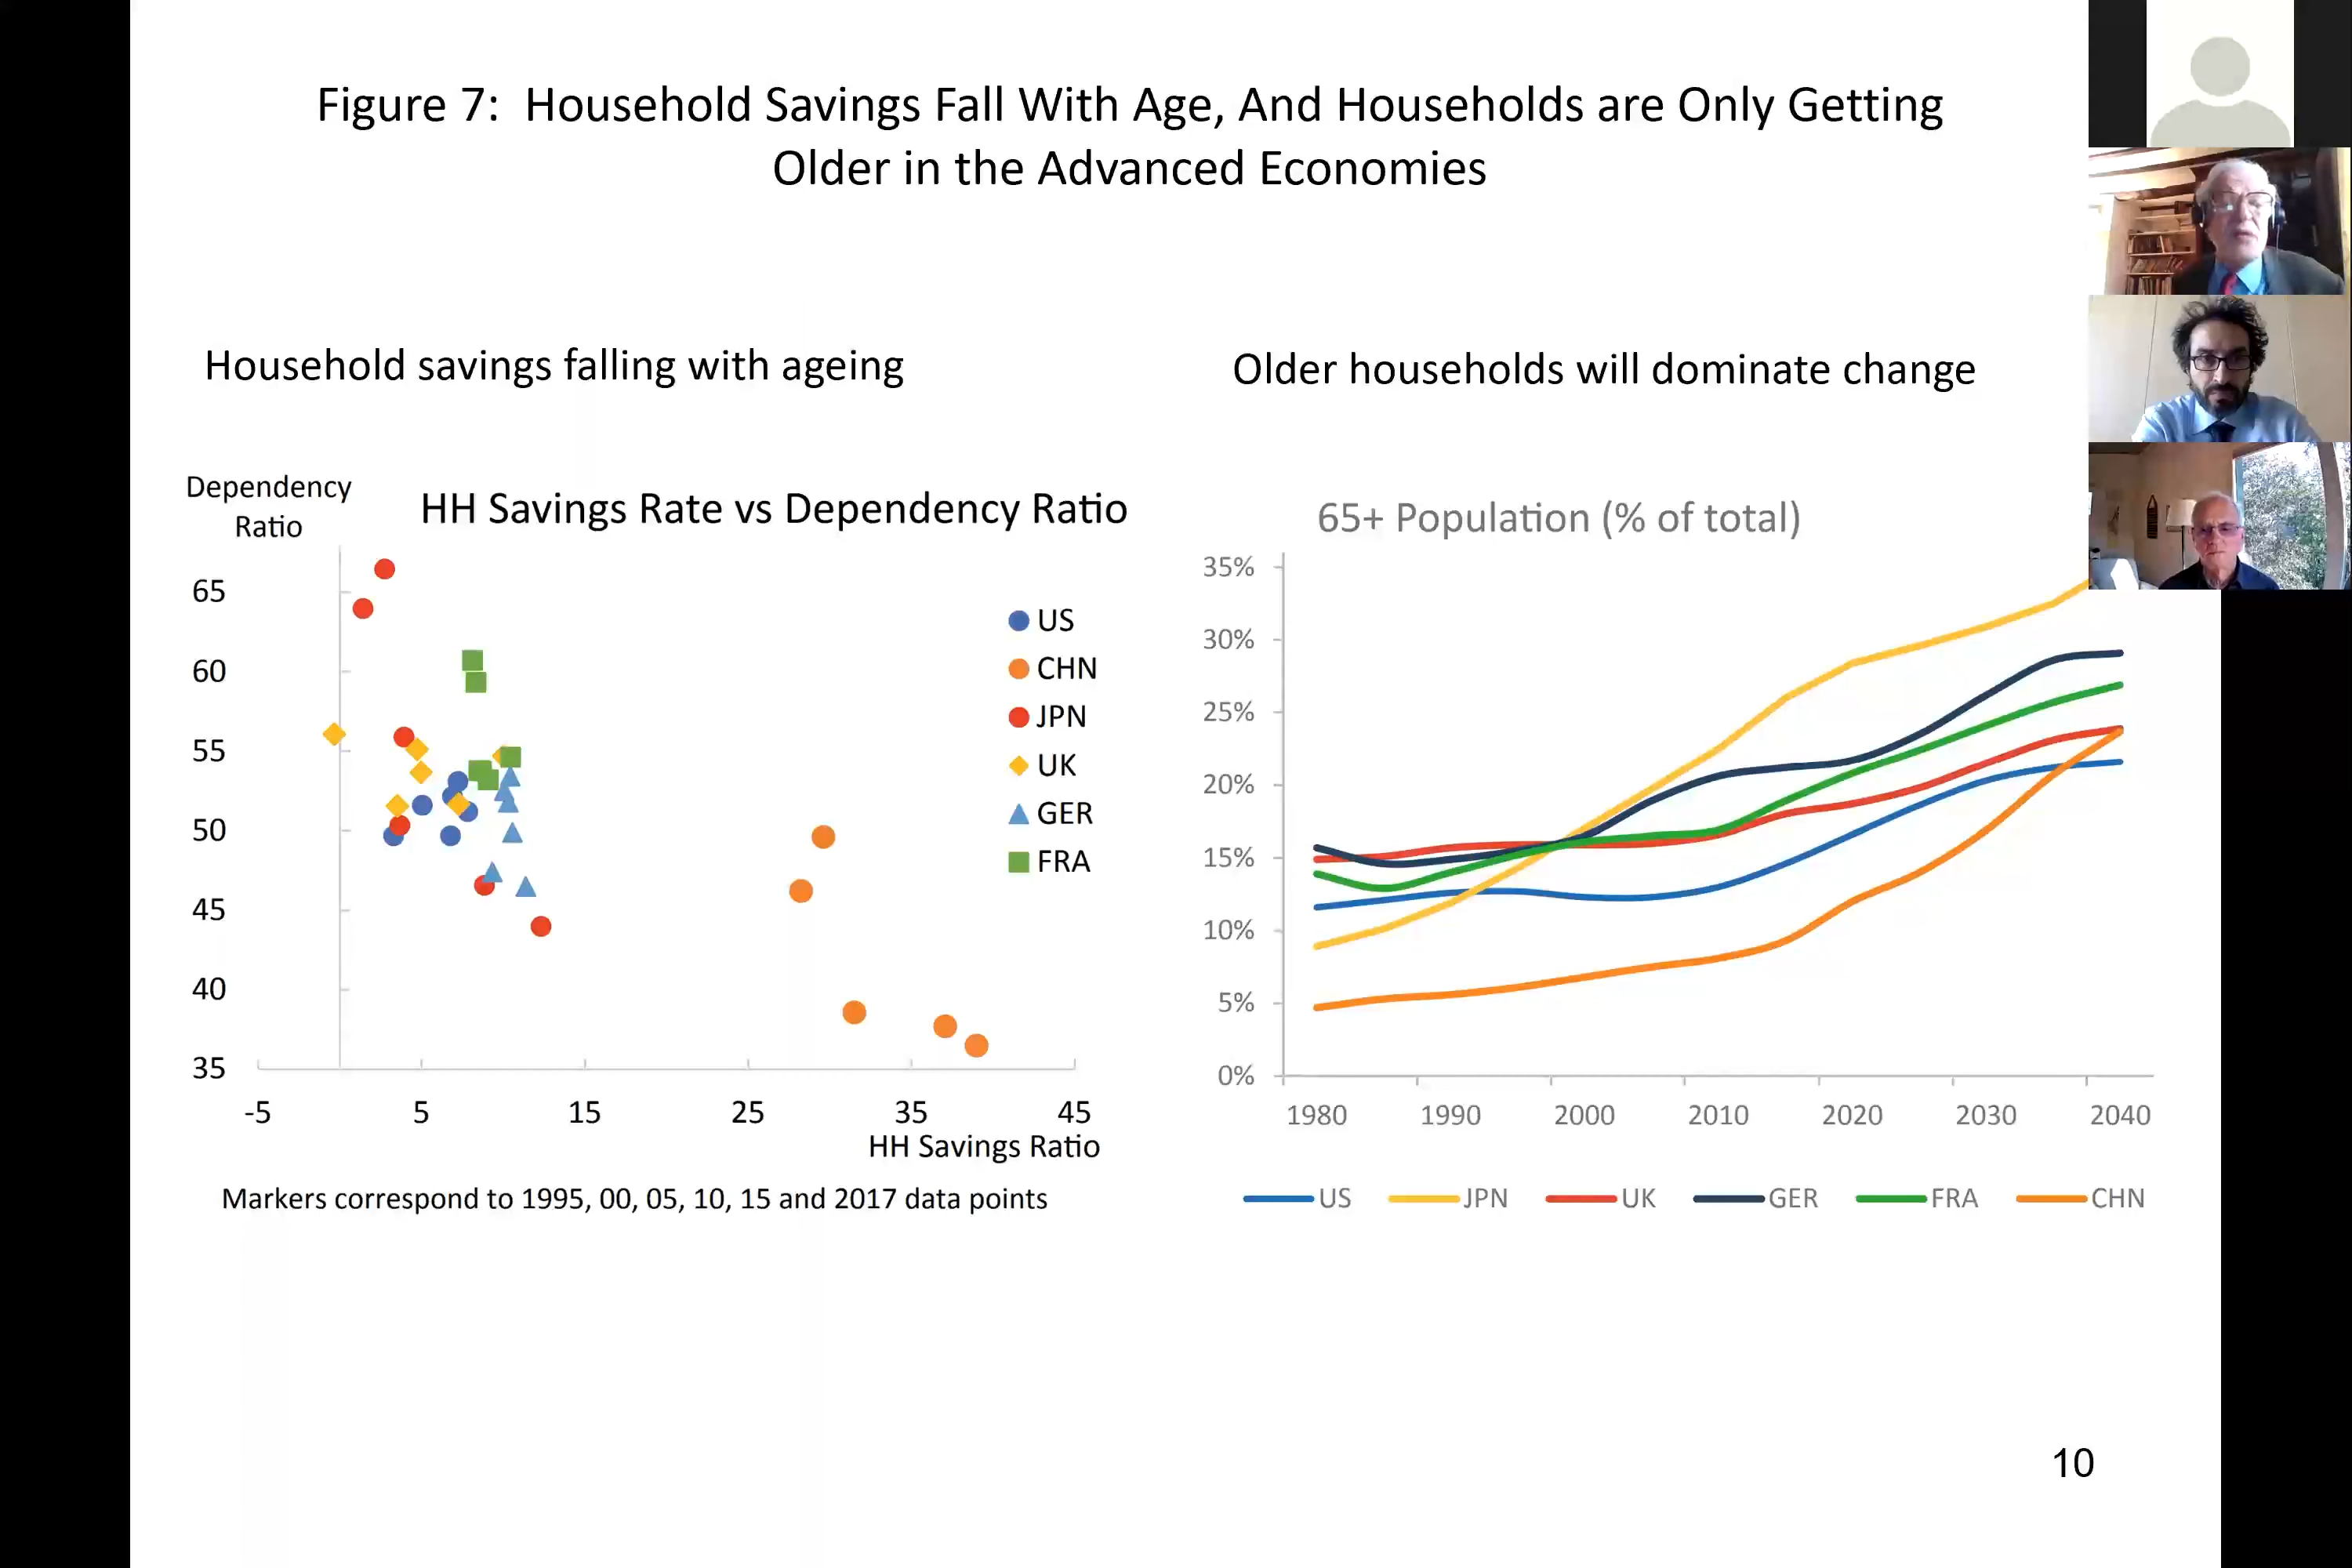 Figure 7: Household Savings Fall With Age, And Households are Only Getting
Older in the Advanced Economies
Household savings falling with ageing
Older households will dominate change
Dependency
Ratio
HH Savings Rate vs Dependency Ratio
65
60
55
50
45
40
35
US
CHN
JPN
UK
GER
FRA
-5 5 15 25 35 45
HH Savings Ratio
Markers correspond to 1995, 00, 05, 10, 15 and 2017 data points
65+ Population (% of total)
35%
30%
25%
20%
15%
10%
5%
0%
1980 1990 2000 2010 2020 2030 2040
US JPN UK GER FRA CHN
10